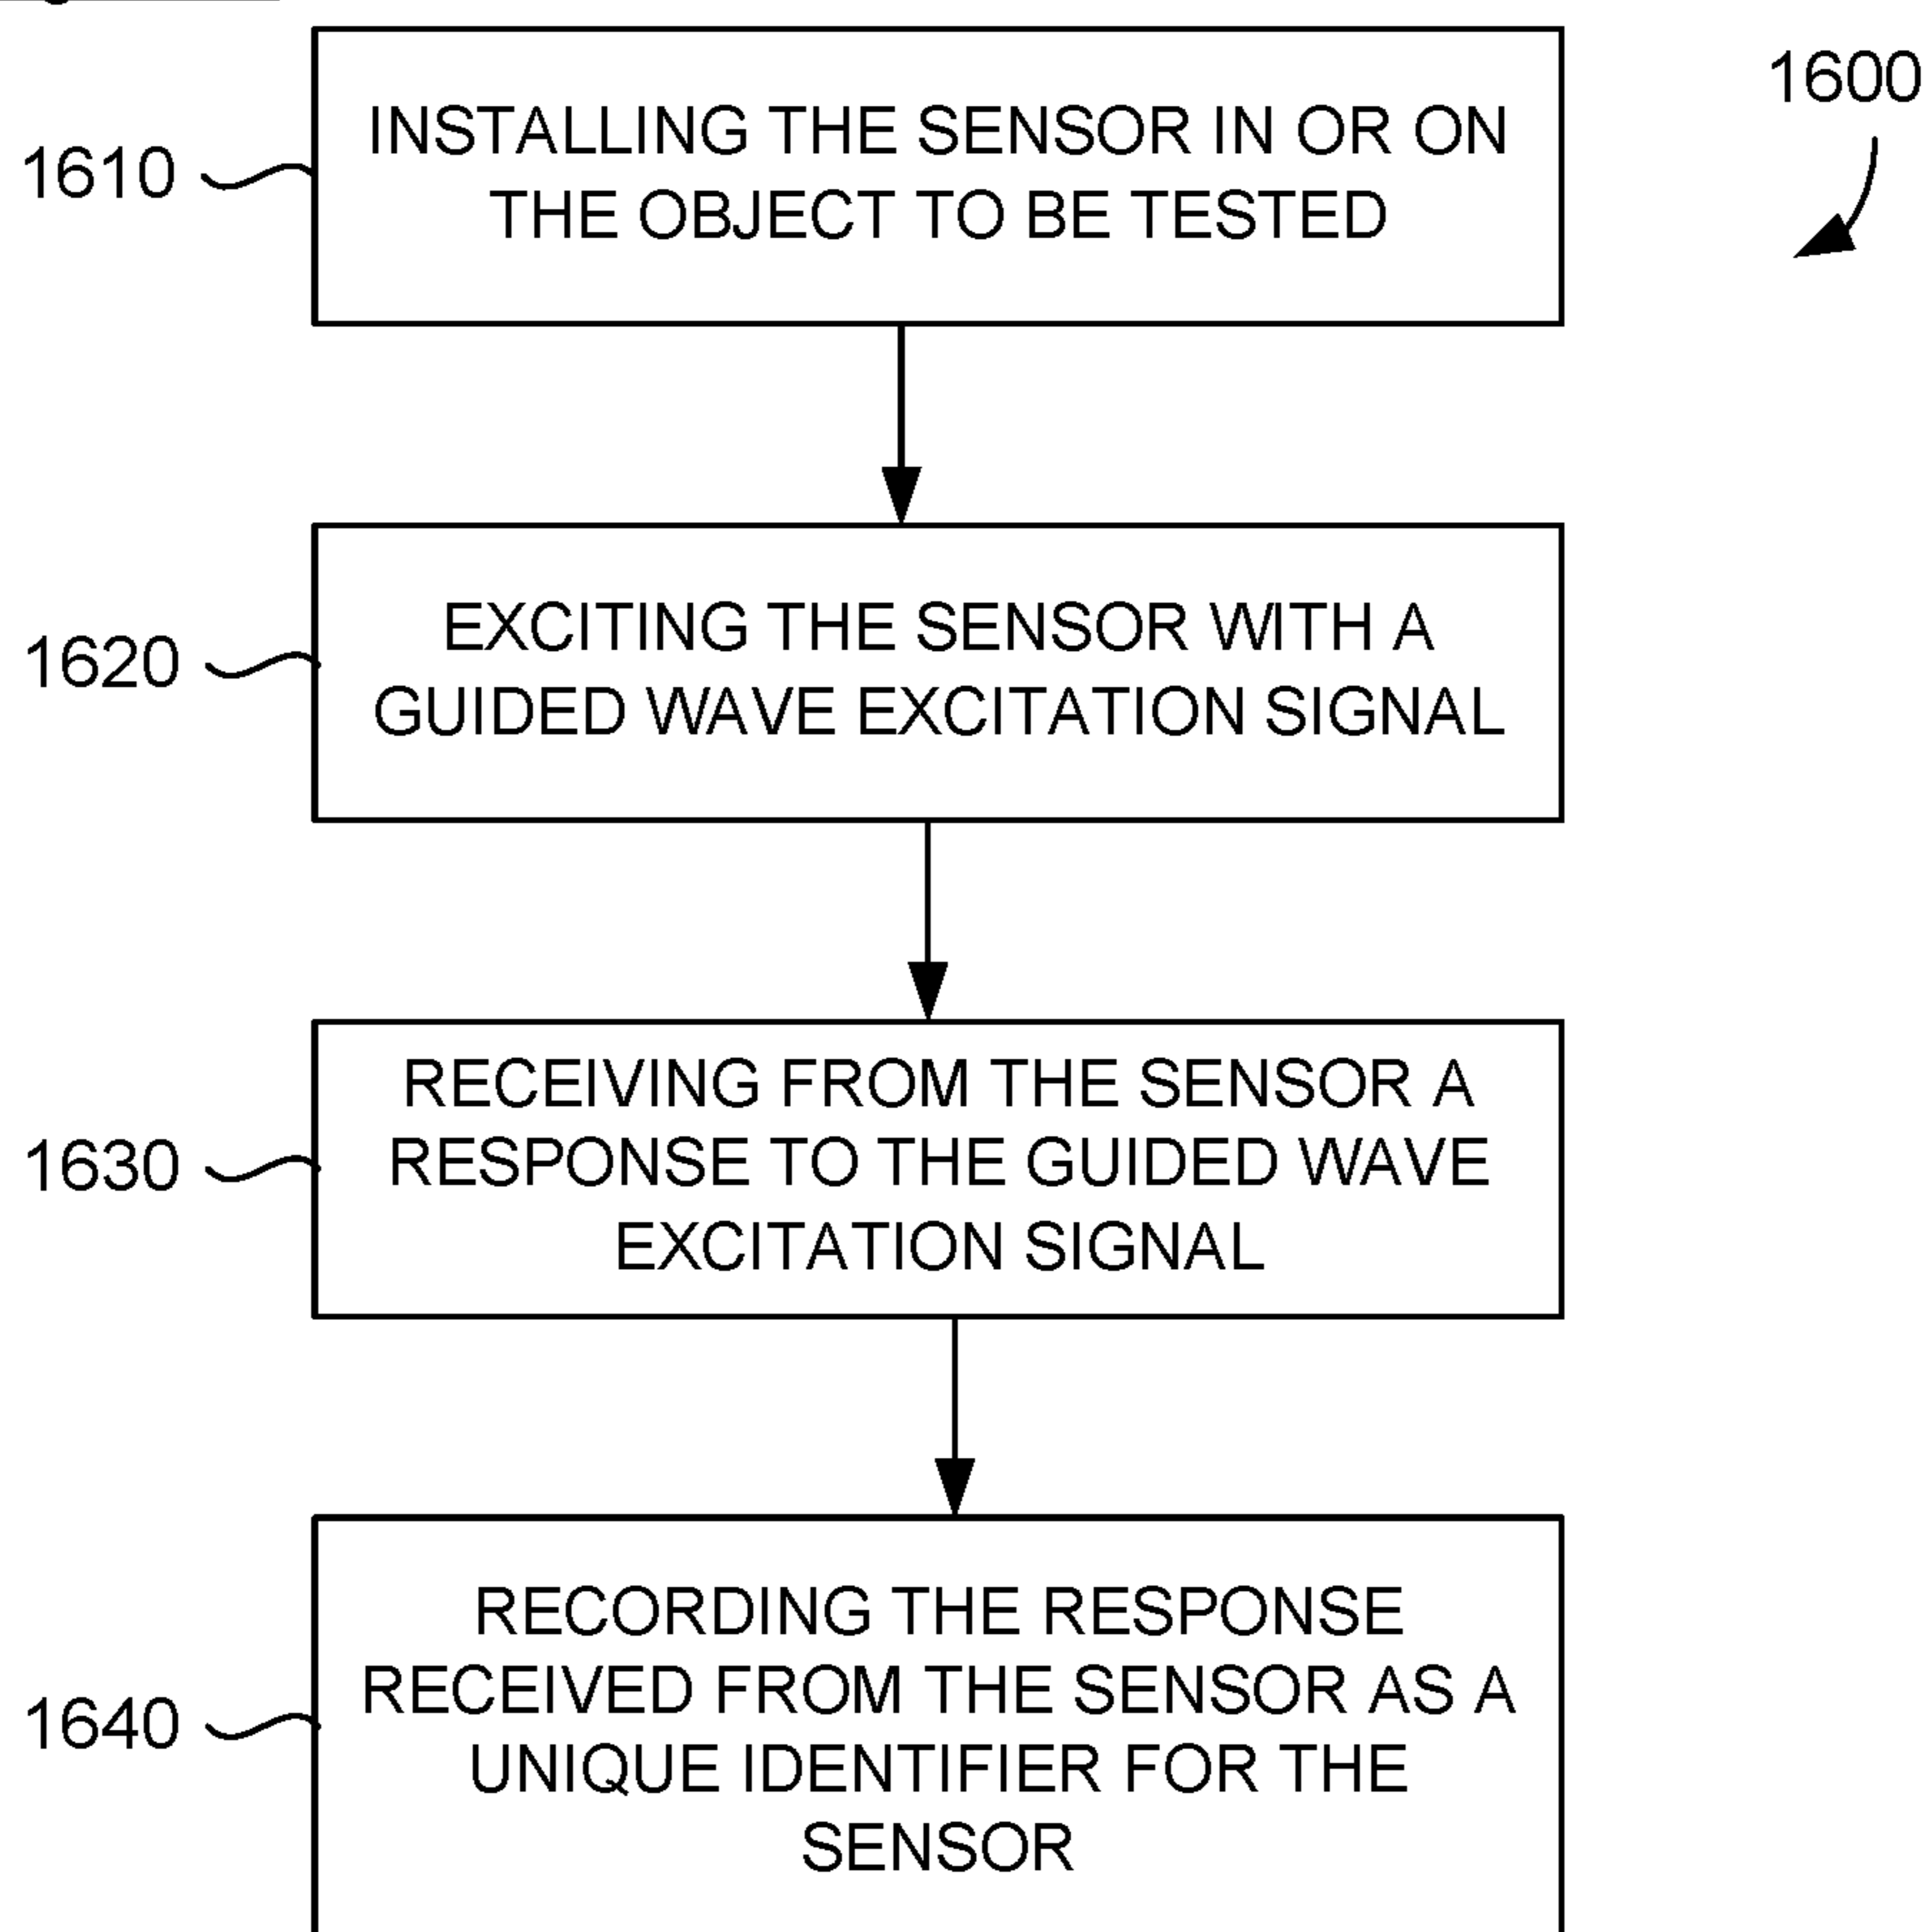 1600
1610
INSTALLING THE SENSOR IN OR ON
THE OBJECT TO BE TESTED
1620
EXCITING THE SENSOR WITH A
GUIDED WAVE EXCITATION SIGNAL
1630
RECEIVING FROM THE SENSOR A
RESPONSE TO THE GUIDED WAVE
EXCITATION SIGNAL
1640
RECORDING THE RESPONSE
RECEIVED FROM THE SENSOR AS A
UNIQUE IDENTIFIER FOR THE
SENSOR